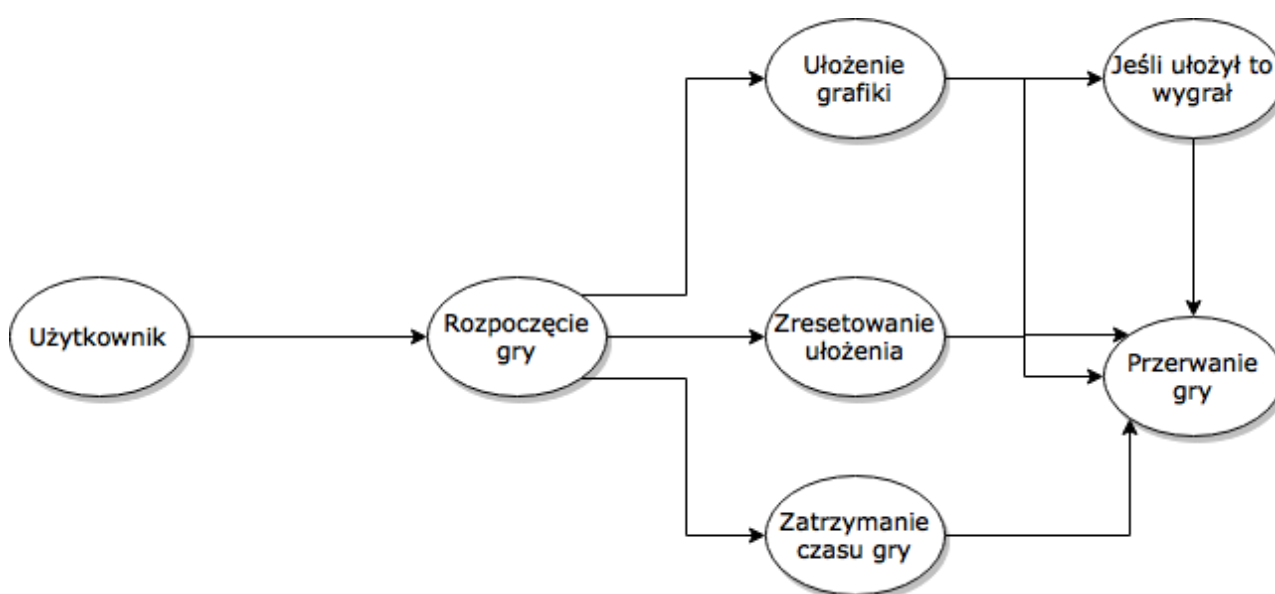 Ułożenie
grafiki
Jeśli ułożył to
wygrał
Użytkownik
Rozpoczęcie
gry
Zresetowanie
ułożenia
Przerwanie
gry
Zatrzymanie
czasu gry